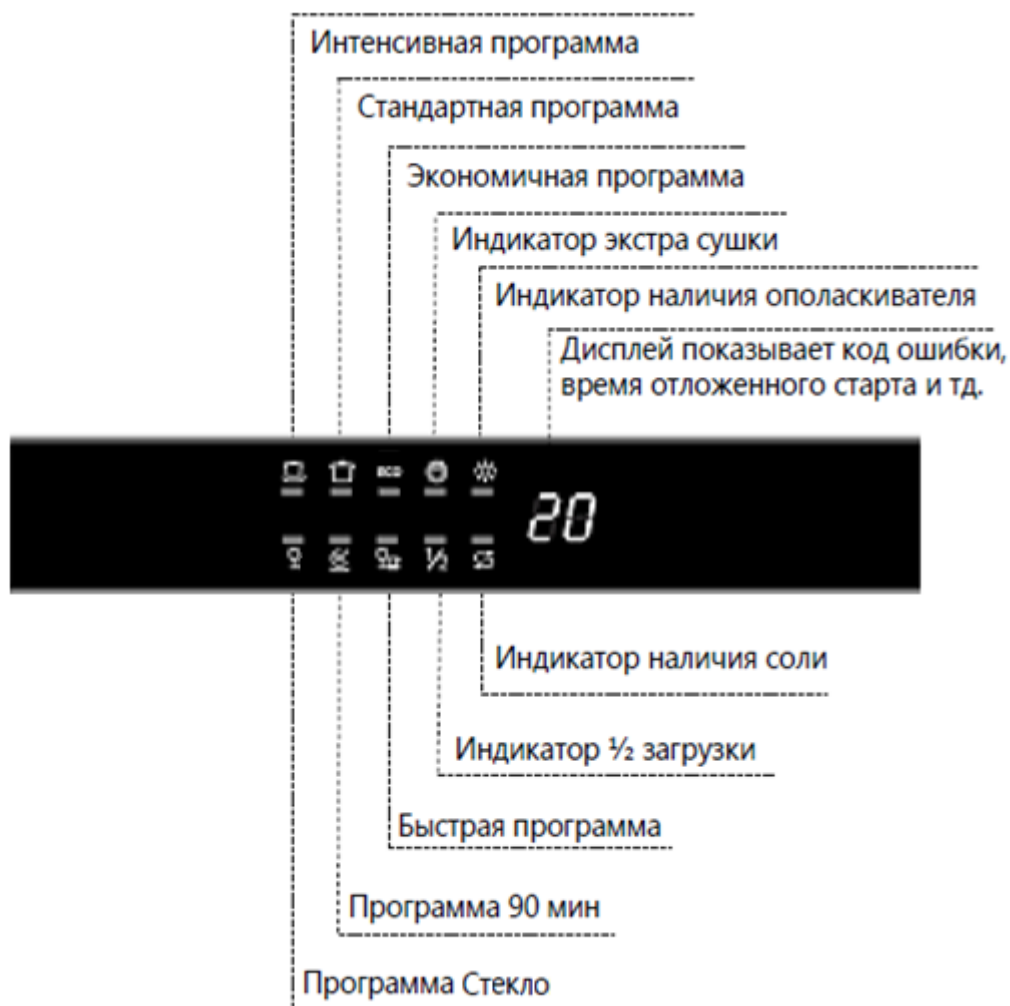 Интенсивная программа
Стандартная программа
Экономичная программа
Индикатор экстра сушки
Индикатор наличия ополаскивателя
Дисплей показывает код ошибки,
время отложенного старта и тд.
eco
20
1/2
Индикатор наличия соли
Индикатор ½ загрузки
Быстрая программа
Программа 90 мин
Программа Стекло